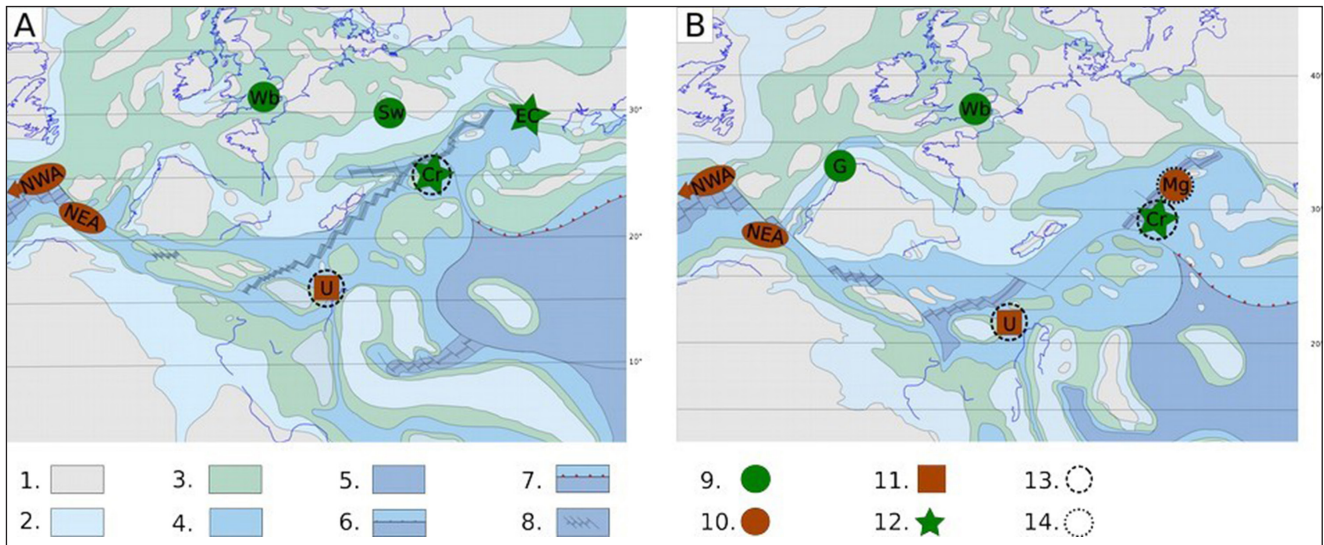 A
B
Wb
Sw
EC
30°
NWA
Cr
NEA
20°
U
10°
40°
Wb
G
NWA
Mg
30°
Cr
NEA
U
20°
1.
3.
5.
7.
9.
11.
13.
2.
4.
6.
8.
10.
12.
14.